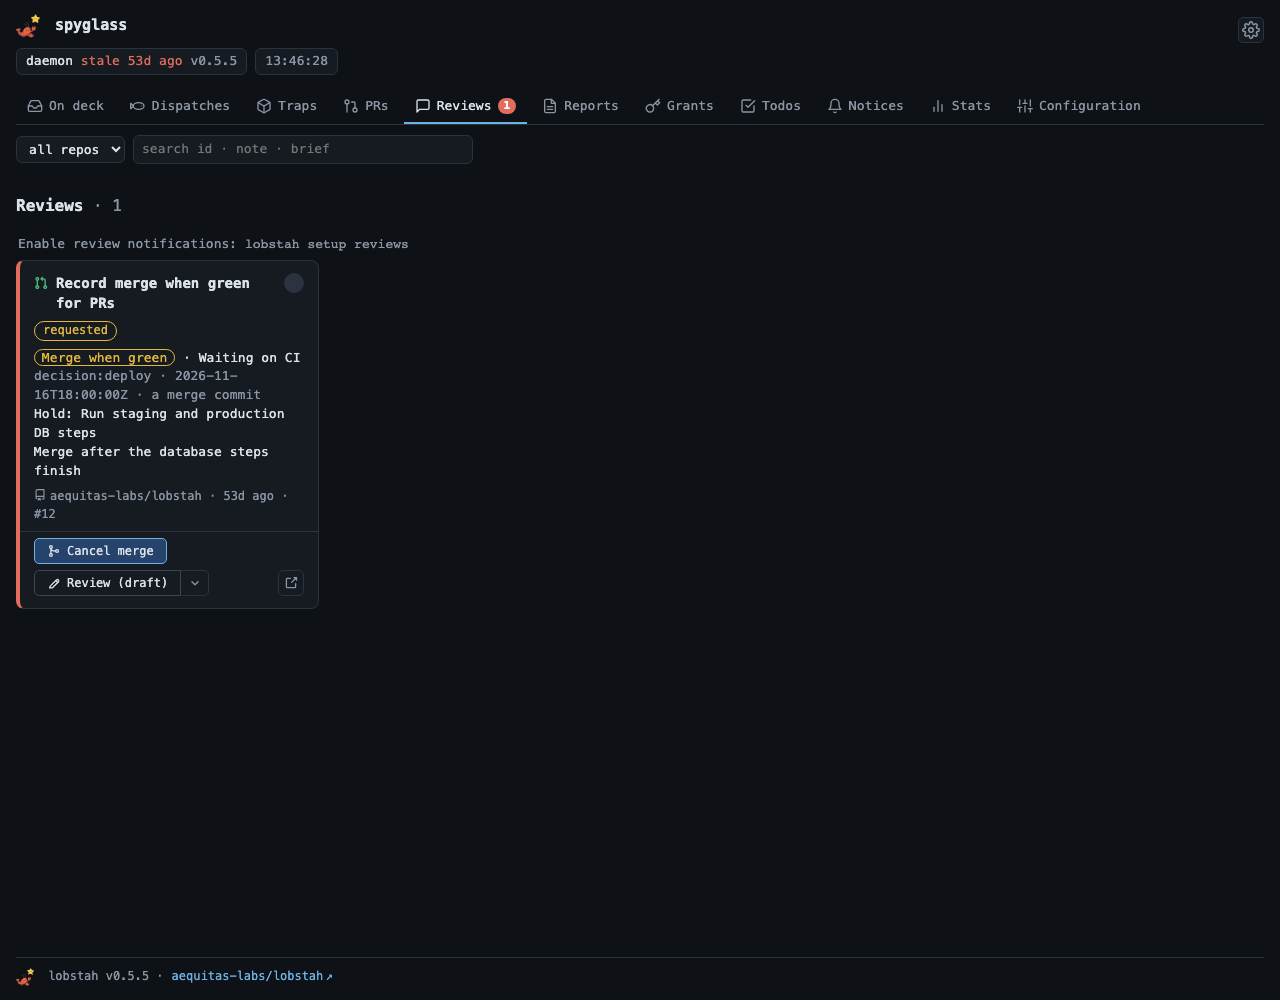 spyglass
daemon stale 53d ago v0.5.5
13:46:28
On deck
Dispatches
Traps
PRs
Reviews 1
Reports
Grants
Todos
Notices
Stats
Configuration
all repos
search id · note · brief
Reviews · 1
Enable review notifications: lobstah setup reviews
Record merge when green
for PRs
requested
Merge when green · Waiting on CI
decision:deploy · 2026-11-
16T18:00:00Z · a merge commit
Hold: Run staging and production
DB steps
Merge after the database steps
finish
aequitas-labs/lobstah · 53d ago ·
#12
Cancel merge
Review (draft)
lobstah v0.5.5 · aequitas-labs/lobstah↗